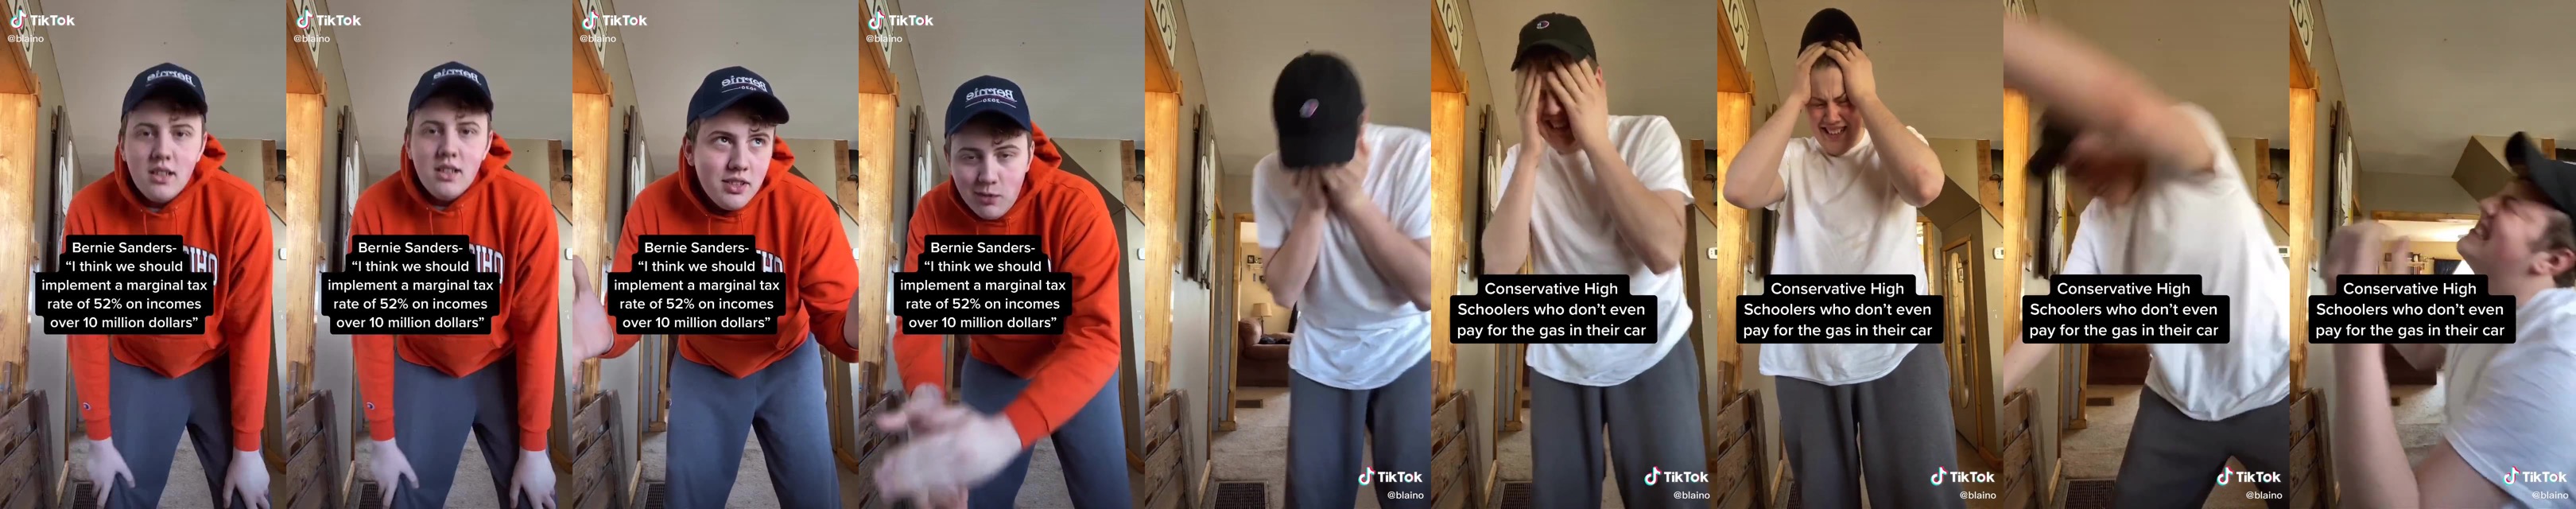 TikTok
@blaino
Bernie
Bernie Sanders-
“I think we should
implement a marginal tax
rate of 52% on incomes
over 10 million dollars”
TikTok
@blaino
Bernie
Bernie Sanders-
“I think we should
implement a marginal tax
rate of 52% on incomes
over 10 million dollars”
TikTok
@blaino
Bernie
2020
Bernie Sanders-
“I think we should
implement a marginal tax
rate of 52% on incomes
over 10 million dollars”
TikTok
@blaino
Bernie
2020
Bernie Sanders-
“I think we should
implement a marginal tax
rate of 52% on incomes
over 10 million dollars”
TikTok
@blaino
Conservative High
Schoolers who don’t even
pay for the gas in their car
TikTok
@blaino
Conservative High
Schoolers who don’t even
pay for the gas in their car
TikTok
@blaino
Conservative High
Schoolers who don’t even
pay for the gas in their car
TikTok
@blaino
Conservative High
Schoolers who don’t even
pay for the gas in their car
TikTok
@blaino